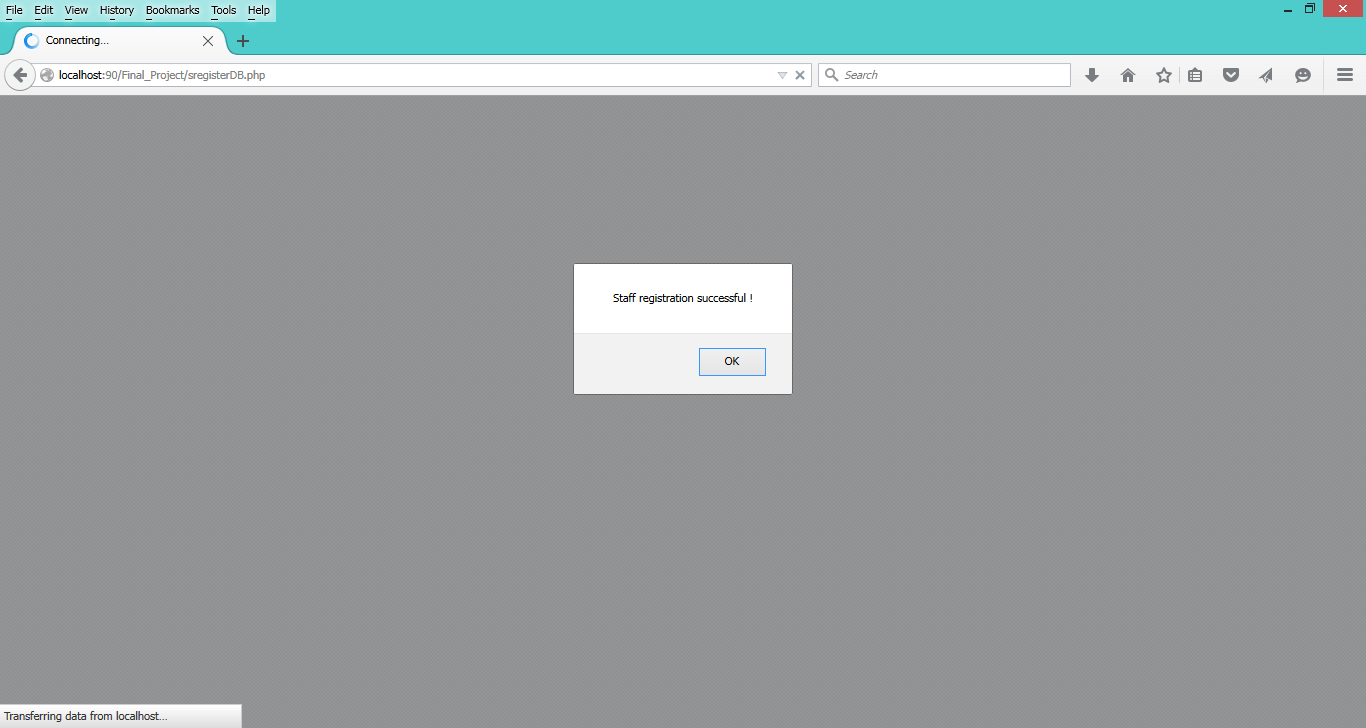 File Edit View History Bookmarks Tools Help
Connecting...
localhost:90/Final_Project/sregisterDB.php
Search
Staff registration successful !
OK
Transferring data from localhost...